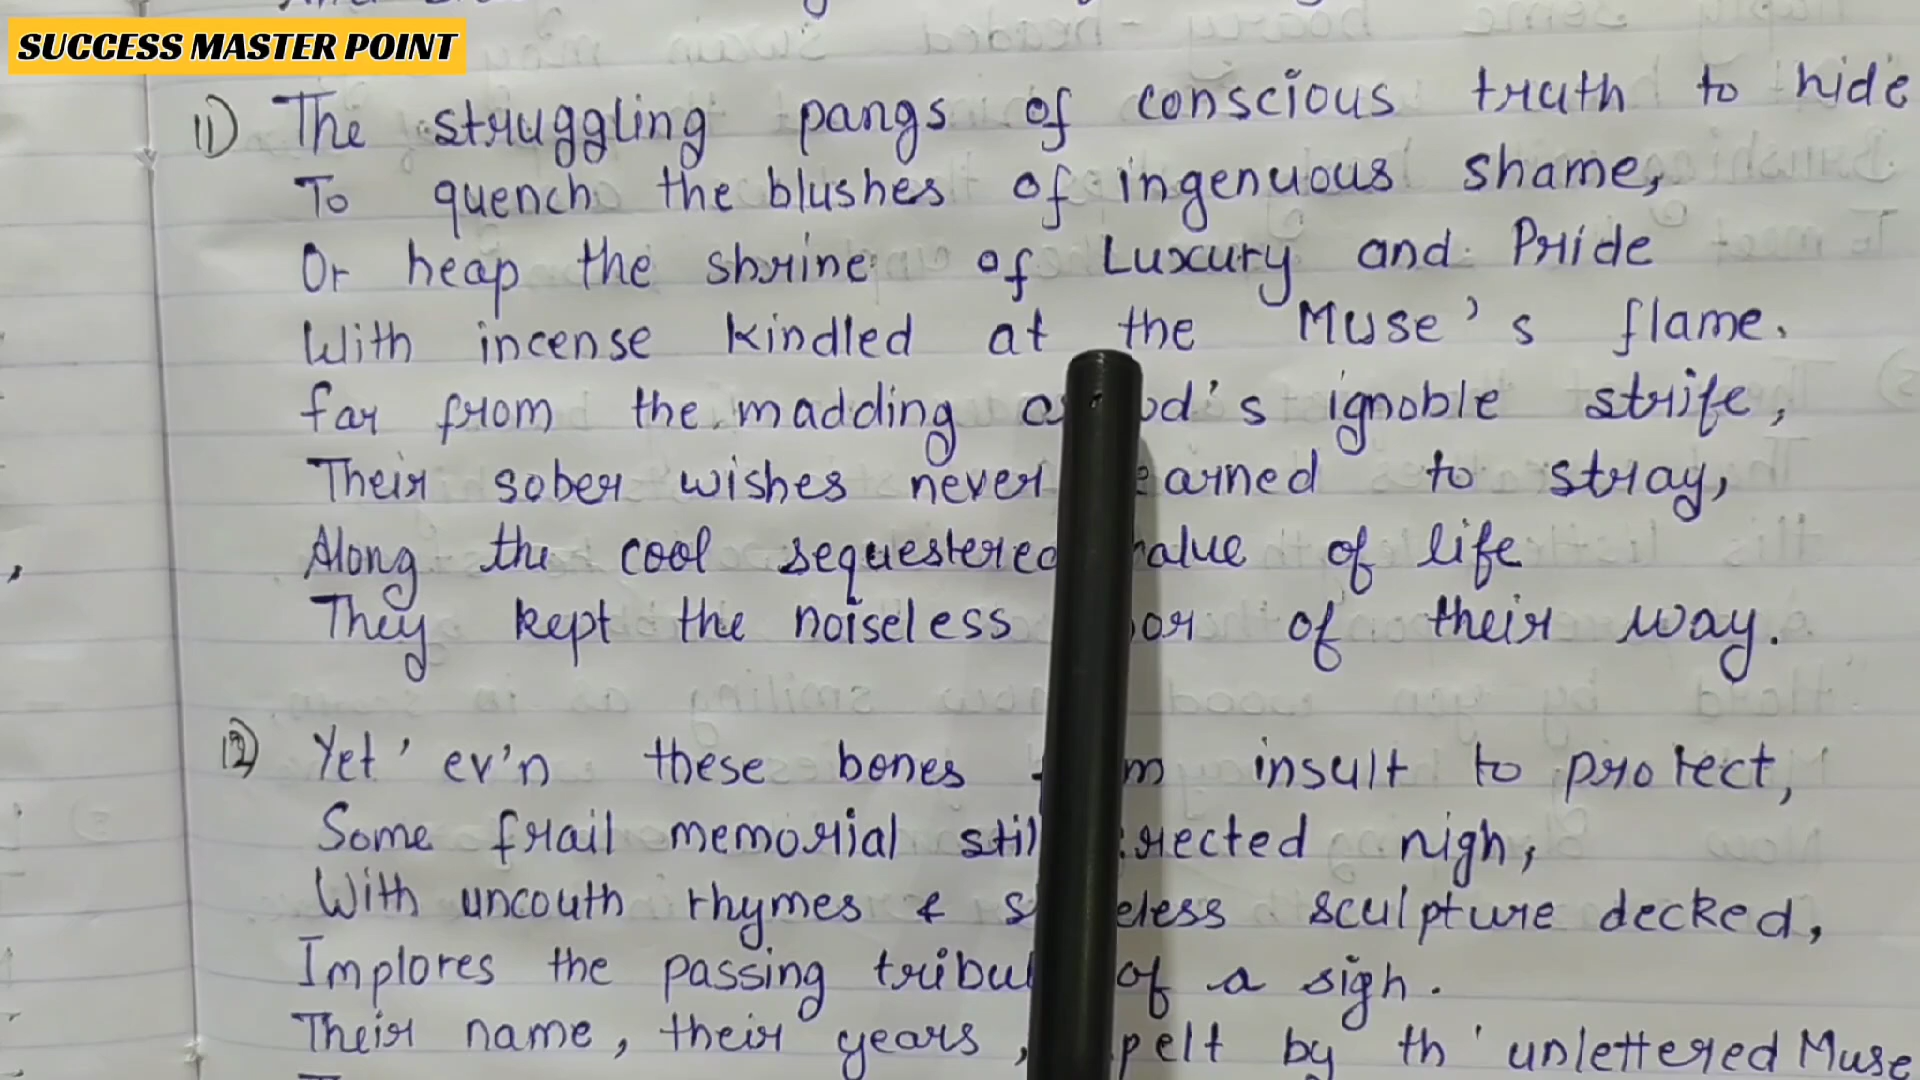 SUCCESS MASTER POINT
11) The struggling pangs of conscious truth to hide
To quench the blushes of ingenuous shame,
Or heap the shrine of Luxury and Pride
With incense kindled at the Muse's flame.
far from the madding ignoble strife,
Their sober wishes never to stray,
Along the cool sequestered of life
They kept the noiseless of their way.
12) Yet' ev'n these bones insult to protect,
Some frail memorial nigh,
With uncouth rhymes & sculpture decked,
Implores the passing of a sigh.
Their name, their years, by th' unlettered Muse